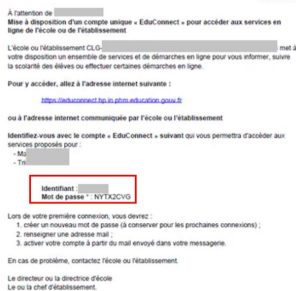 À l'attention de
Mise à disposition d'un compte unique « EduConnect » pour accéder aux services en
ligne de l'école ou de l'établissement
L'école ou l'établissement CLG- met à
votre disposition un ensemble de services et de démarches en ligne pour vous informer, suivre
la scolarité des élèves ou effectuer certaines démarches en ligne.
Pour y accéder, allez à l'adresse internet suivante :
https://educonnect.hp.in.phm.education.gouv.fr
ou à l'adresse internet communiquée par l'école ou l'établissement
Identifiez-vous avec le compte « EduConnect » suivant qui vous permettra d'accéder aux
services proposés pour :
- Ma
- Tri
Identifiant :
Mot de passe * : NYTX2CVG
Lors de votre première connexion, vous devrez :
1. créer un nouveau mot de passe (à conserver pour les prochaines connexions) ;
2. renseigner une adresse mail ;
3. activer votre compte à partir du mail envoyé dans votre messagerie.
En cas de problème, contactez l'école ou l'établissement.
Le directeur ou la directrice d'école
Le ou la chef d'établissement.